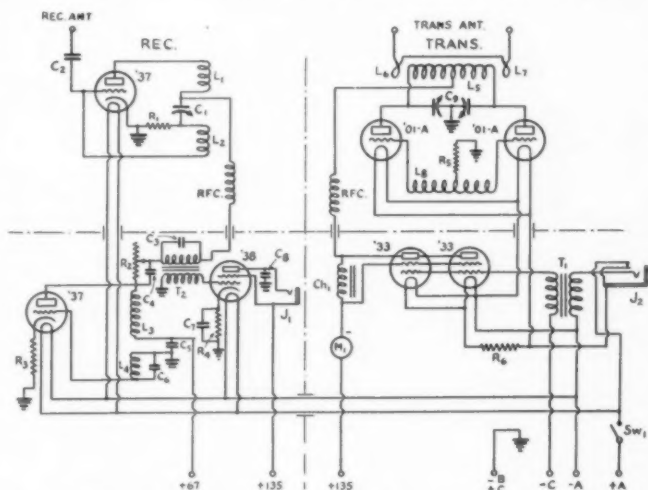 REC. ANT
TRANS ANT.
REC.
TRANS.
C2
'37
L1
L6
L7
L5
R1
C1
C9
'01-A
'01-A
L2
R5
L8
RFC.
RFC.
C3
R2
'38
C8
'33
'33
'37
C4
T2
Ch1
T1
L3
J1
J2
C7
R4
C5
M1
-
R3
L4
C6
R6
Sw1
+67
+135
+135
-B
+C
-C
-A
+A